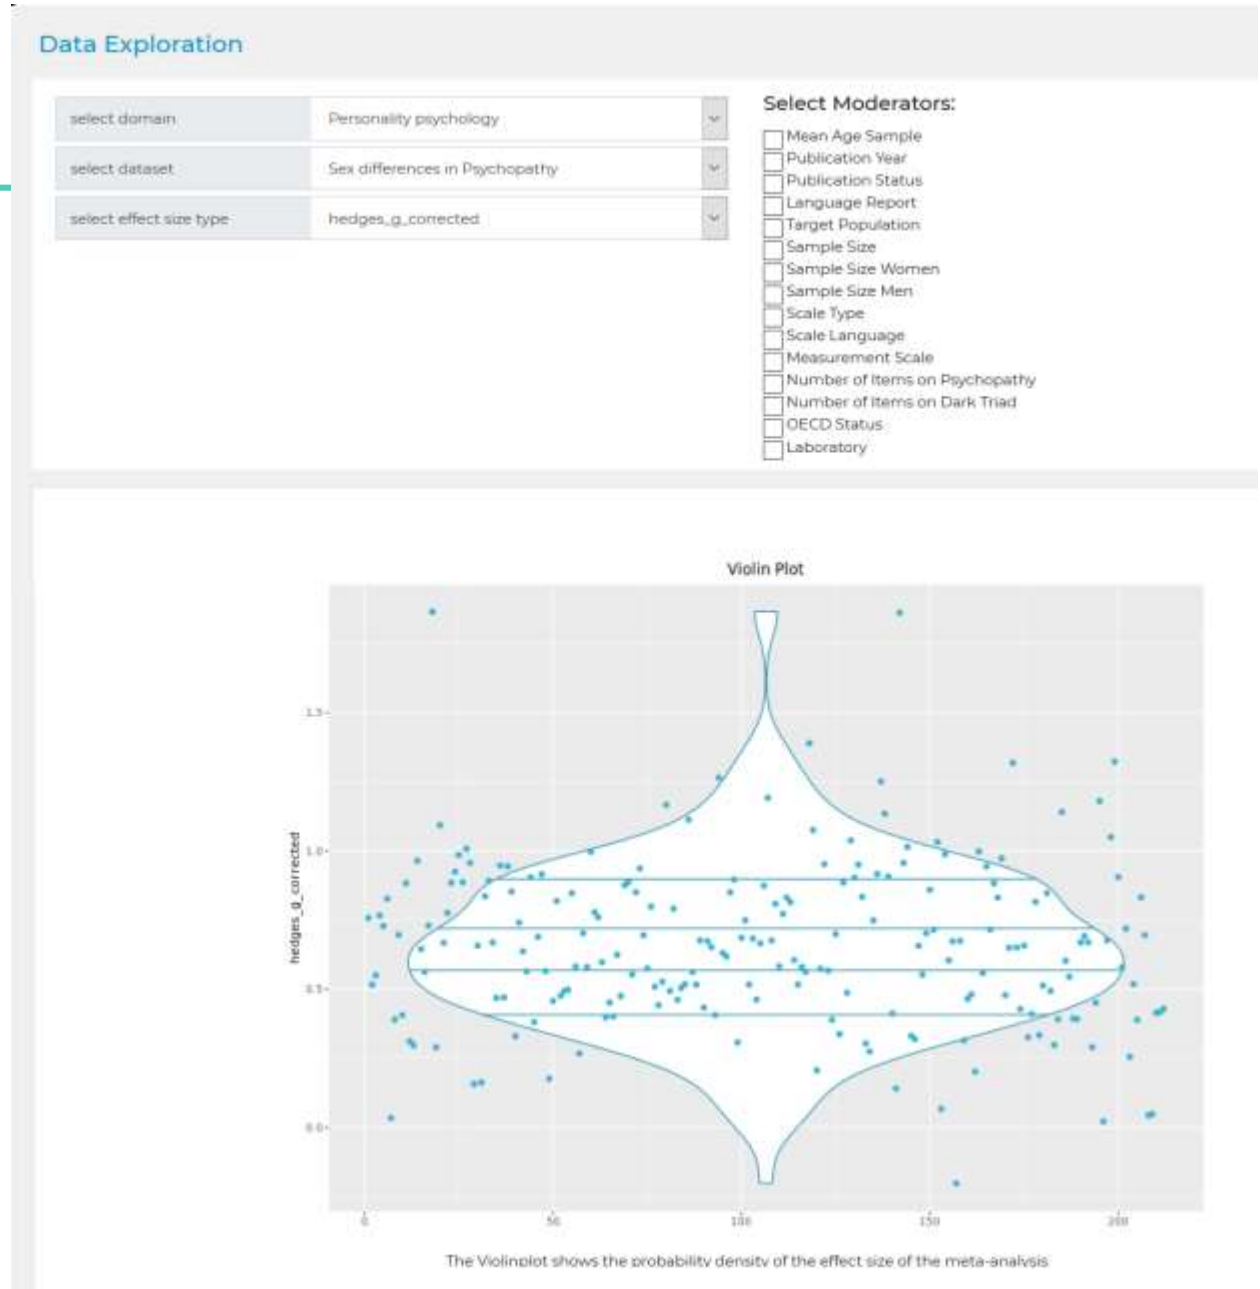 Data Exploration
select domain Personality psychology
select dataset Sex differences in Psychopathy
select effect size type hedges_g_corrected
Select Moderators:
Mean Age Sample
Publication Year
Publication Status
Language Report
Target Population
Sample Size
Sample Size Women
Sample Size Men
Scale Type
Scale Language
Measurement Scale
Number of Items on Psychopathy
Number of Items on Dark Triad
OECD Status
Laboratory
Violin Plot
1.5
1.0
hedges_g_corrected
0.5
0.0
0 50 100 150 200
The Violinplot shows the probability density of the effect size of the meta-analysis